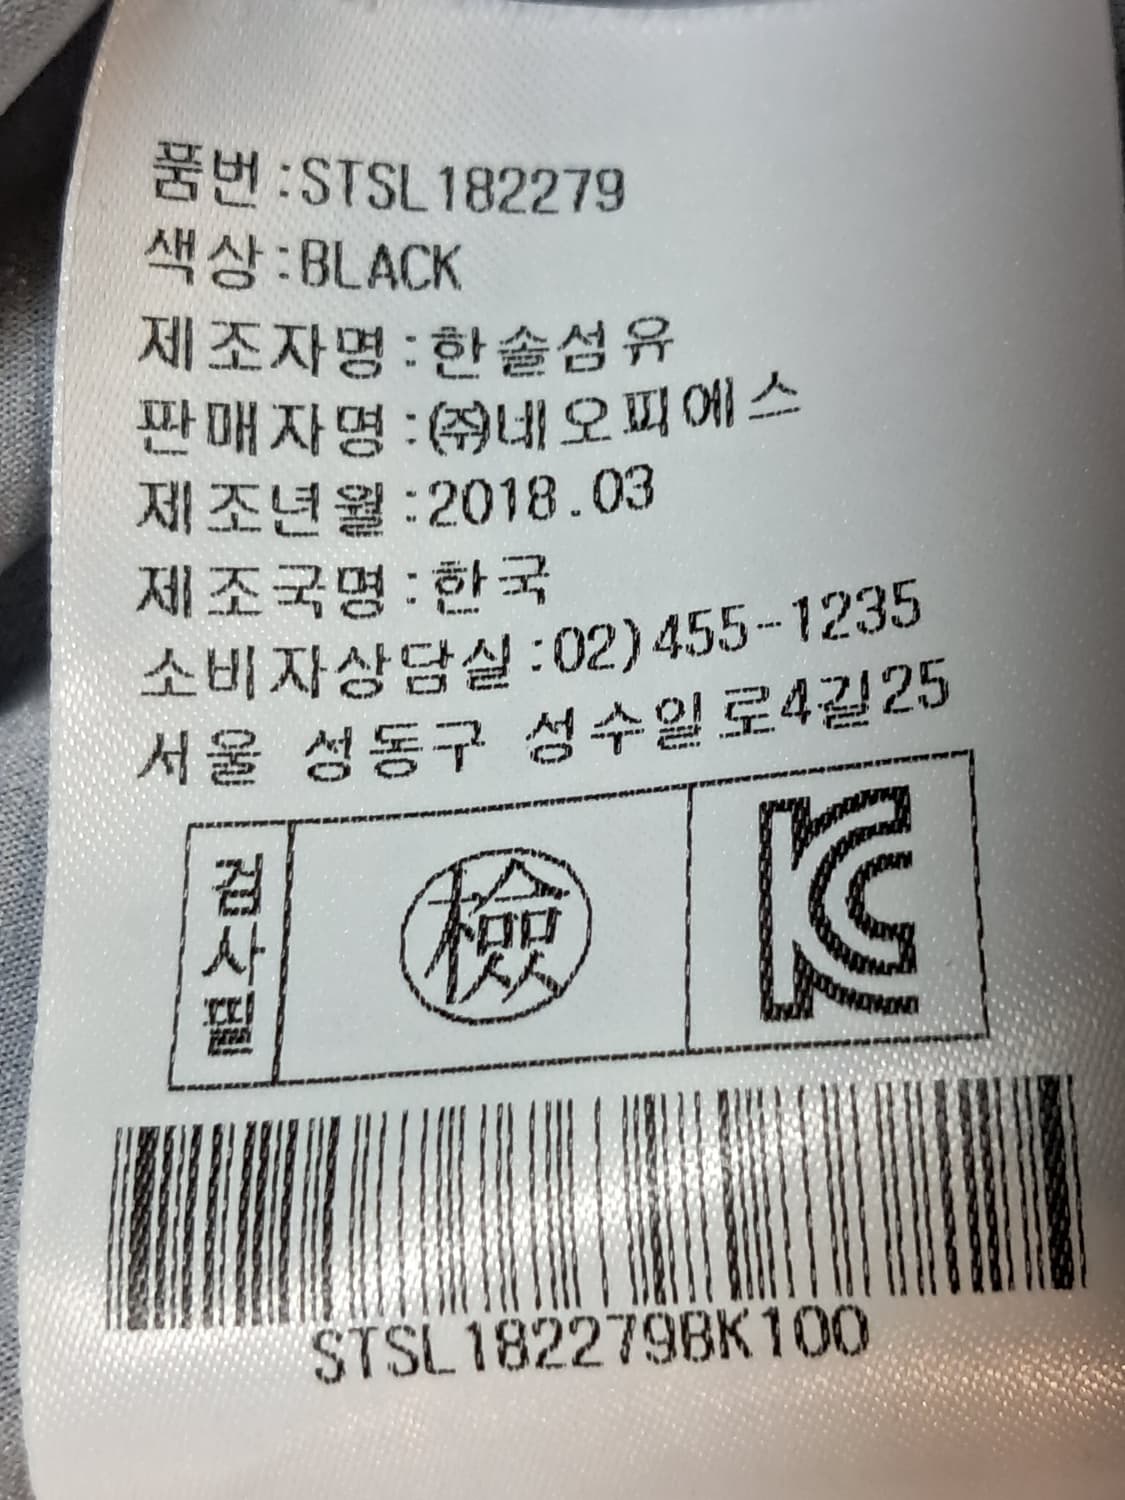 품번:STSL182279
색상:BLACK
제조자명:한솔섬유
판매자명:㈜네오피에스
제조년월:2018.03
제조국명:한국
소비자상담실:02)455-1235
서울 성동구 성수일로4길25
검사필
檢
KC
STSL182279BK100